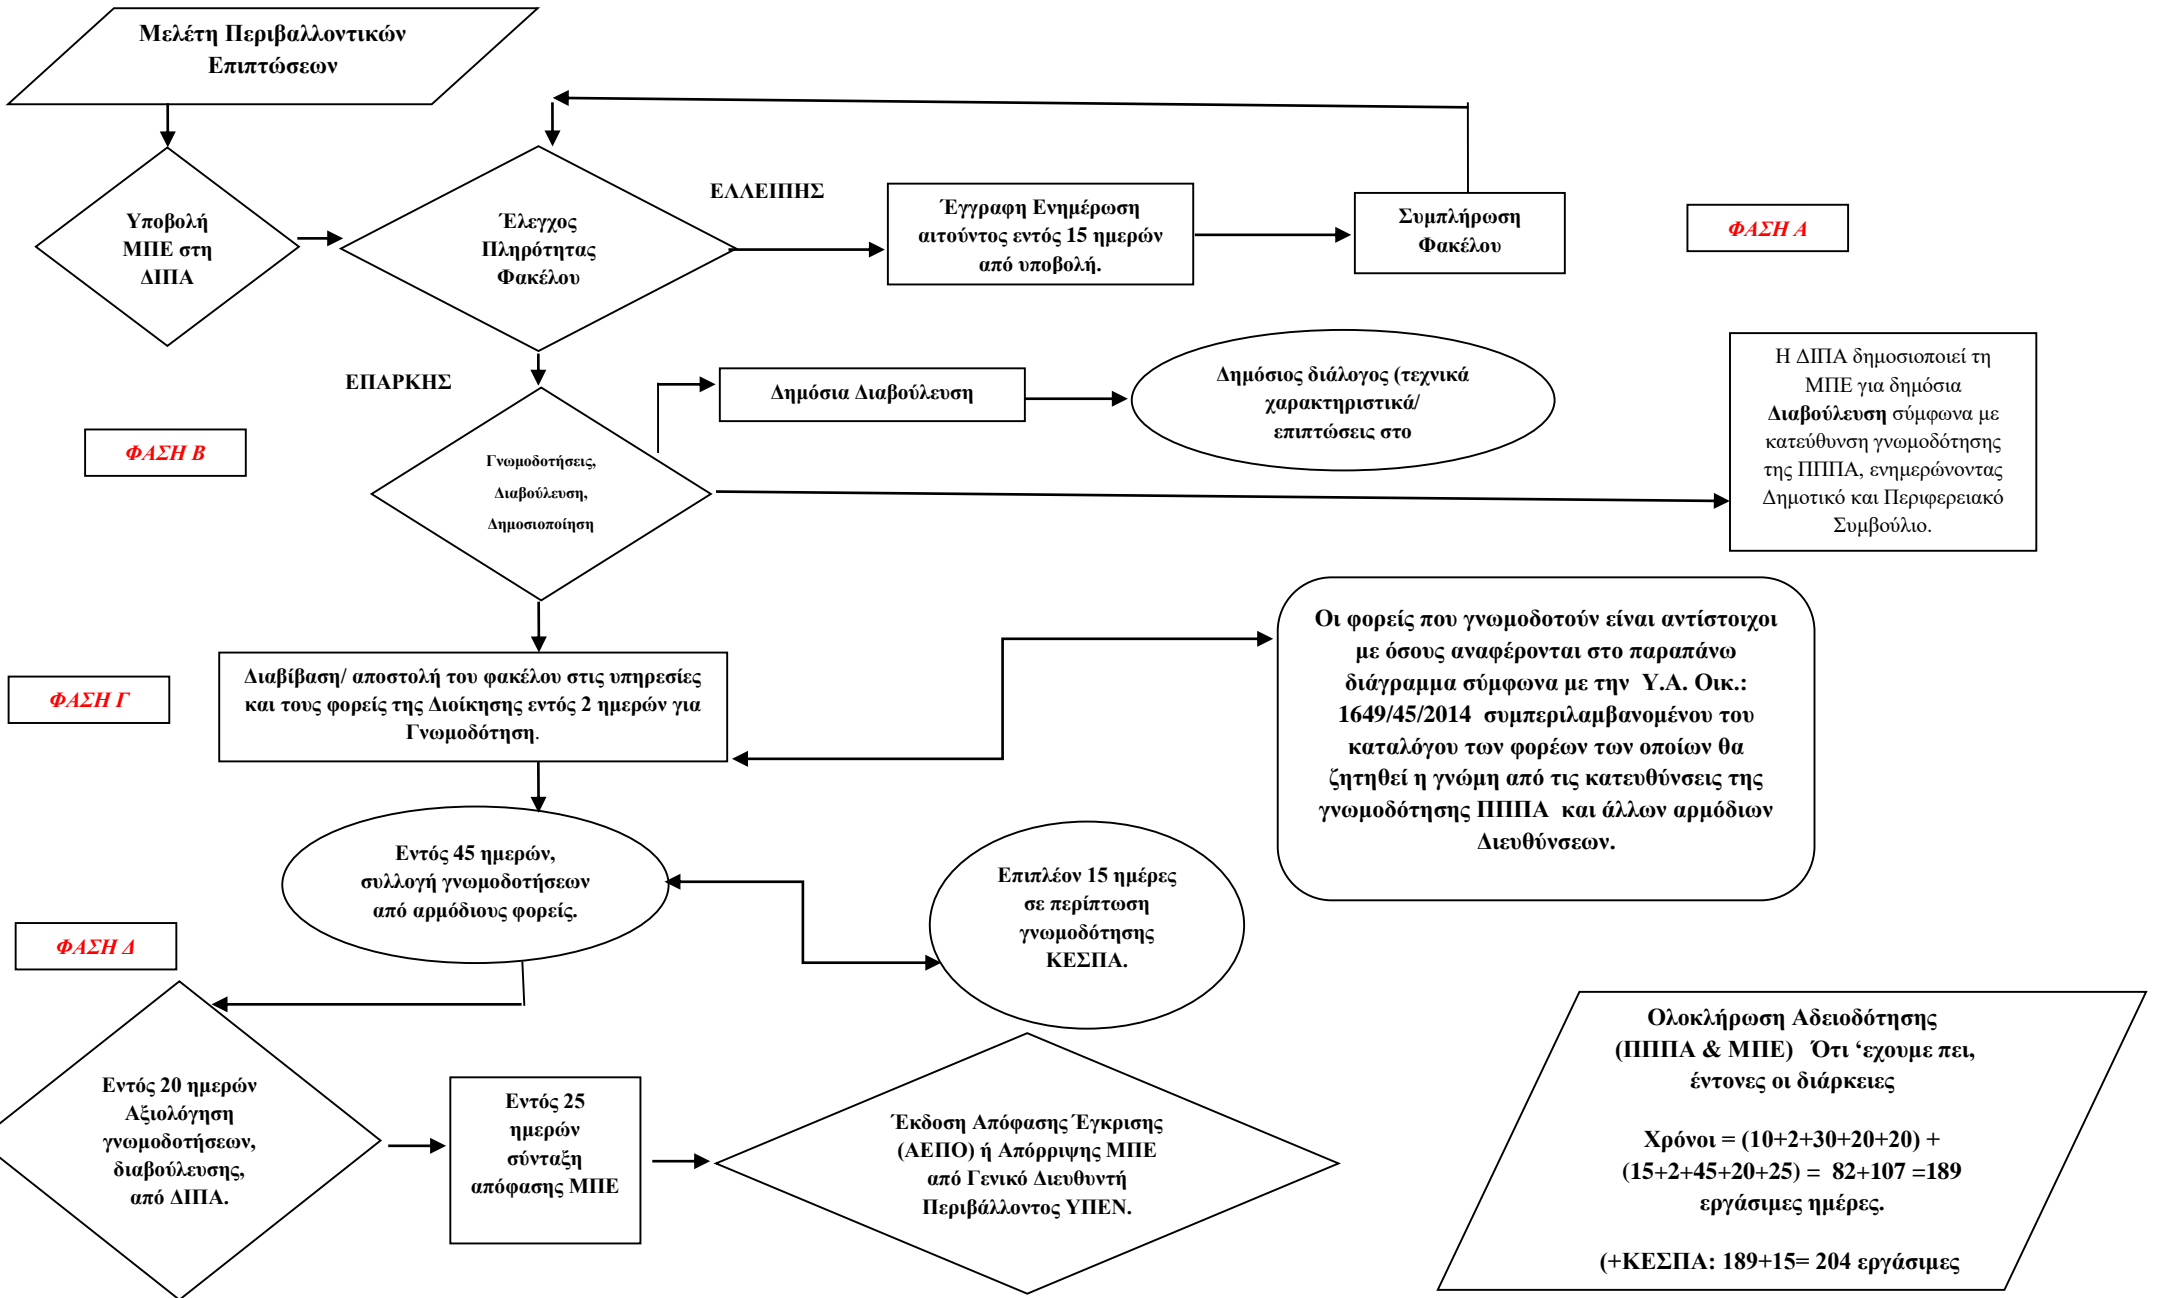 Μελέτη Περιβαλλοντικών
Επιπτώσεων
Υποβολή
ΜΠΕ στη
ΔΙΠΑ
Έλεγχος
Πληρότητας
Φακέλου
ΕΛΛΕΙΠΗΣ
Έγγραφη Ενημέρωση
αιτούντος εντός 15 ημερών
από υποβολή.
Συμπλήρωση
Φακέλου
ΦΑΣΗ Α
ΕΠΑΡΚΗΣ
ΦΑΣΗ Β
Γνωμοδοτήσεις,
Διαβούλευση,
Δημοσιοποίηση
Δημόσια Διαβούλευση
Δημόσιος διάλογος (τεχνικά
χαρακτηριστικά/
επιπτώσεις στο
Η ΔΙΠΑ δημοσιοποιεί τη
ΜΠΕ για δημόσια
Διαβούλευση σύμφωνα με
κατεύθυνση γνωμοδότησης
της ΠΠΠΑ, ενημερώνοντας
Δημοτικό και Περιφερειακό
Συμβούλιο.
ΦΑΣΗ Γ
Διαβίβαση/ αποστολή του φακέλου στις υπηρεσίες
και τους φορείς της Διοίκησης εντός 2 ημερών για
Γνωμοδότηση.
Οι φορείς που γνωμοδοτούν είναι αντίστοιχοι
με όσους αναφέρονται στο παραπάνω
διάγραμμα σύμφωνα με την Υ.Α. Οικ.:
1649/45/2014 συμπεριλαμβανομένου του
καταλόγου των φορέων των οποίων θα
ζητηθεί η γνώμη από τις κατευθύνσεις της
γνωμοδότησης ΠΠΠΑ και άλλων αρμόδιων
Διευθύνσεων.
Εντός 45 ημερών,
συλλογή γνωμοδοτήσεων
από αρμόδιους φορείς.
Επιπλέον 15 ημέρες
σε περίπτωση
γνωμοδότησης
ΚΕΣΠΑ.
ΦΑΣΗ Δ
Εντός 20 ημερών
Αξιολόγηση
γνωμοδοτήσεων,
διαβούλευσης,
από ΔΙΠΑ.
Εντός 25
ημερών
σύνταξη
απόφασης ΜΠΕ
Έκδοση Απόφασης Έγκρισης
(ΑΕΠΟ) ή Απόρριψης ΜΠΕ
από Γενικό Διευθυντή
Περιβάλλοντος ΥΠΕΝ.
Ολοκλήρωση Αδειοδότησης
(ΠΠΠΑ & ΜΠΕ) Ότι ‘εχουμε πει,
έντονες οι διάρκειες
Χρόνοι = (10+2+30+20+20) +
(15+2+45+20+25) = 82+107 =189
εργάσιμες ημέρες.
(+ΚΕΣΠΑ: 189+15= 204 εργάσιμες